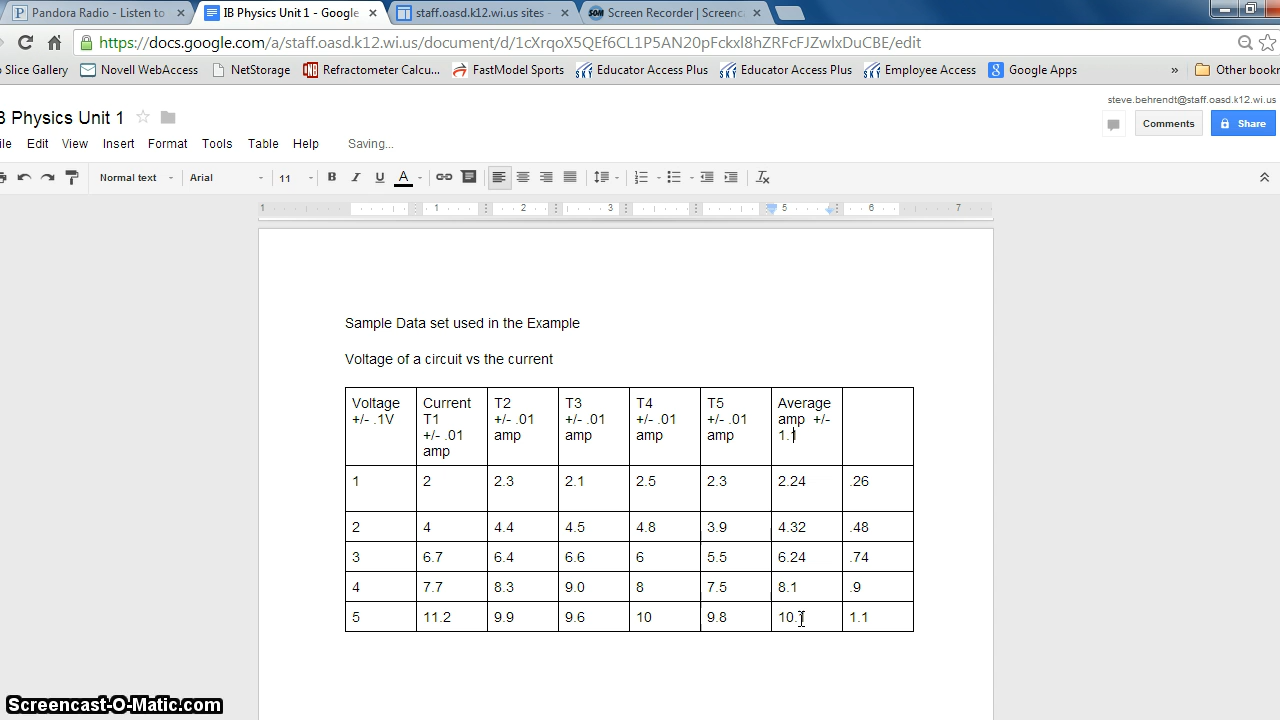 Pandora Radio - Listen to
IB Physics Unit 1 - Google
staff.oasd.k12.wi.us sites -
Screen Recorder | Screenca
https://docs.google.com/a/staff.oasd.k12.wi.us/document/d/
Slice Gallery
Novell WebAccess
NetStorage
Refractometer Calcu...
FastModel Sports
Educator Access Plus
Educator Access Plus
Employee Access
Google Apps
»
Other bookm
steve.behrendt@staff.oasd.k12.wi.us
B Physics Unit 1
Comments
Share
ile Edit View Insert Format Tools Table Help Saving...
Normal text Arial 11 B I U A
1 1 2 3 4 5 6 7
Sample Data set used in the Example
Voltage of a circuit vs the current
Voltage +/- .1V
Current T1 +/- .01 amp
T2 +/- .01 amp
T3 +/- .01 amp
T4 +/- .01 amp
T5 +/- .01 amp
Average amp +/- 1.1
1 2 2.3 2.1 2.5 2.3 2.24 .26
2 4 4.4 4.5 4.8 3.9 4.32 .48
3 6.7 6.4 6.6 6 5.5 6.24 .74
4 7.7 8.3 9.0 8 7.5 8.1 .9
5 11.2 9.9 9.6 10 9.8 10.1 1.1
Screencast-O-Matic.com